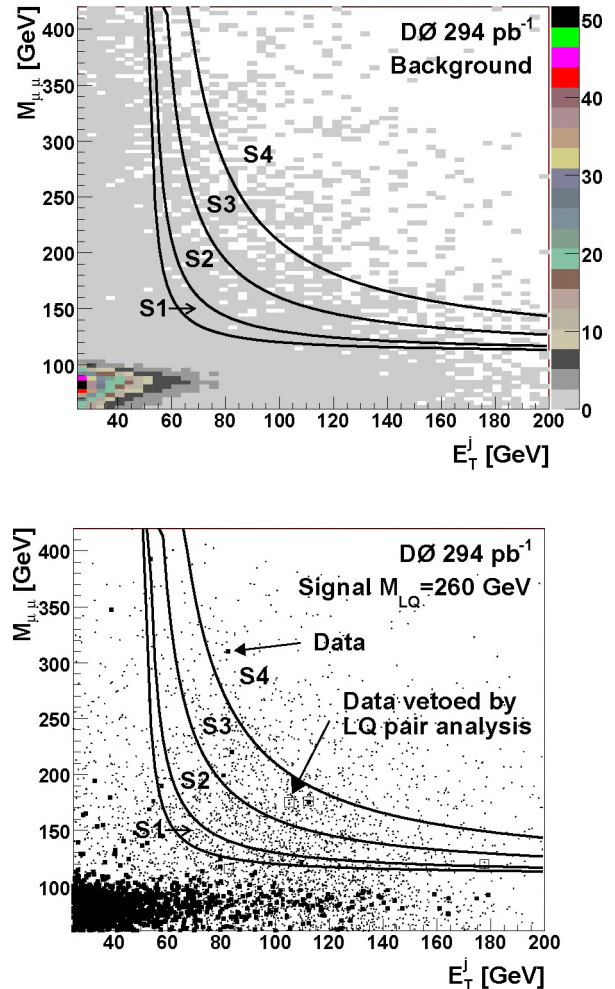 M_μμ [GeV]
DØ 294 pb⁻¹
Background
S4
S3
S2
S1
400
350
300
250
200
150
100
40 60 80 100 120 140 160 180 200
E_T^j [GeV]
50
40
30
20
10
0
M_μμ [GeV]
DØ 294 pb⁻¹
Signal M_LQ=260 GeV
Data
S4
Data vetoed by
LQ pair analysis
S3
S2
S1
400
350
300
250
200
150
100
40 60 80 100 120 140 160 180 200
E_T^j [GeV]